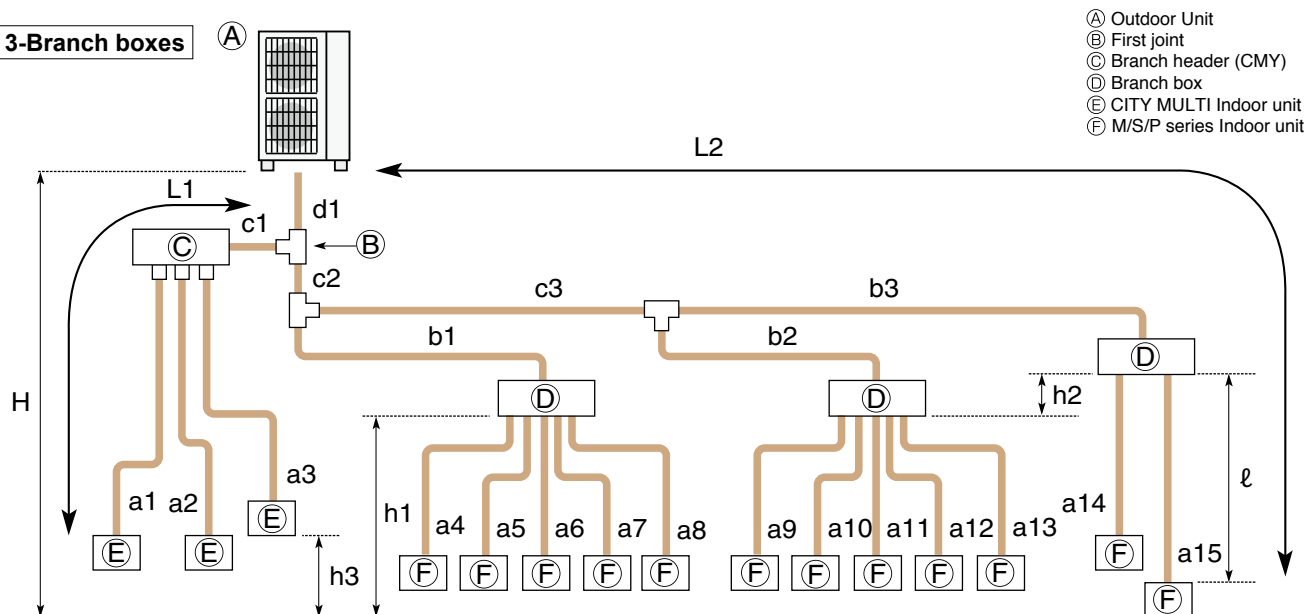 3-Branch boxes
Ⓐ
Ⓐ Outdoor Unit
Ⓑ First joint
Ⓒ Branch header (CMY)
Ⓓ Branch box
Ⓔ CITY MULTI Indoor unit
Ⓕ M/S/P series Indoor unit
L2
L1
d1
c1
Ⓒ
Ⓑ
c2
c3
b3
b1
b2
Ⓓ
H
Ⓓ
Ⓓ
h2
a1
a2
a3
h1
a4
a5
a6
a7
a8
a9
a10
a11
a12
a13
a14
a15
ℓ
Ⓔ
Ⓔ
Ⓔ
h3
Ⓕ
Ⓕ
Ⓕ
Ⓕ
Ⓕ
Ⓕ
Ⓕ
Ⓕ
Ⓕ
Ⓕ
Ⓕ
Ⓕ